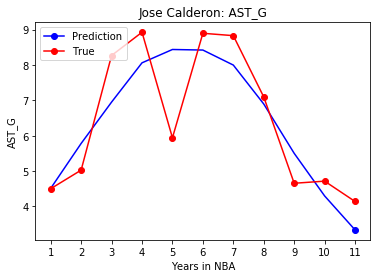 Jose Calderon: AST_G
Prediction
True
AST_G
9
8
7
6
5
4
1 2 3 4 5 6 7 8 9 10 11
Years in NBA